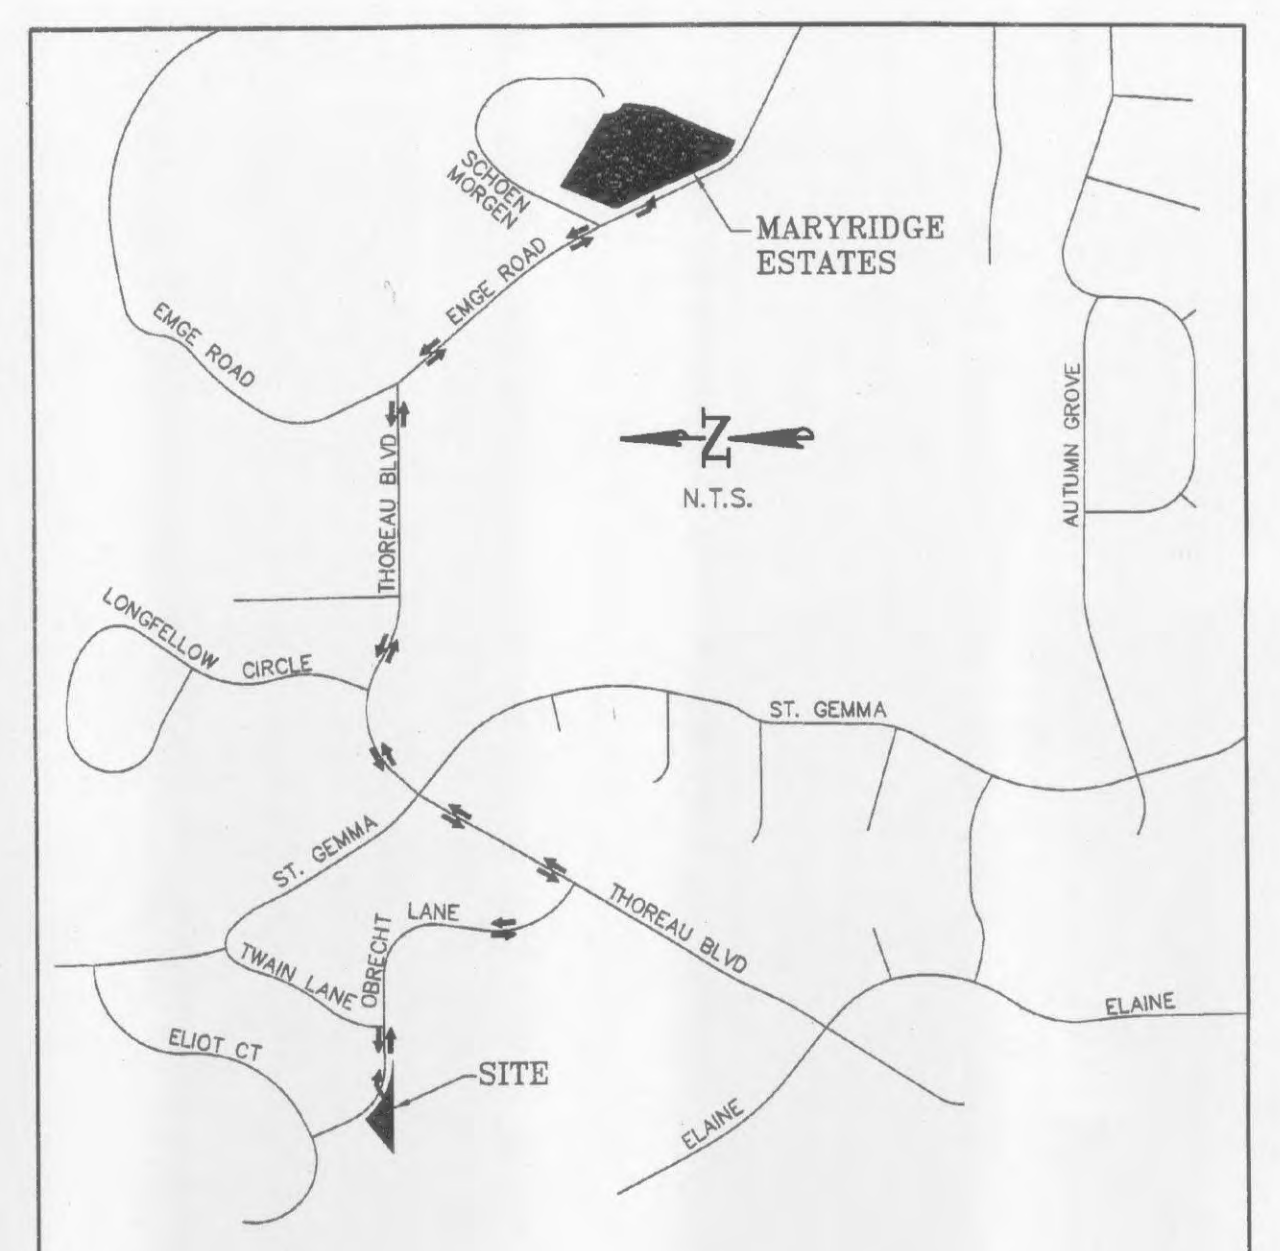 SCHOEN
MORGEN
MARYRIDGE
ESTATES
EMGE ROAD
EMGE ROAD
THOREAU BLVD
AUTUMN GROVE
Z
N.T.S.
LONGFELLOW CIRCLE
ST. GEMMA
ST. GEMMA
THOREAU BLVD
OBRECHT LANE
TWAIN LANE
ELIOT CT
ELAINE
SITE
ELAINE